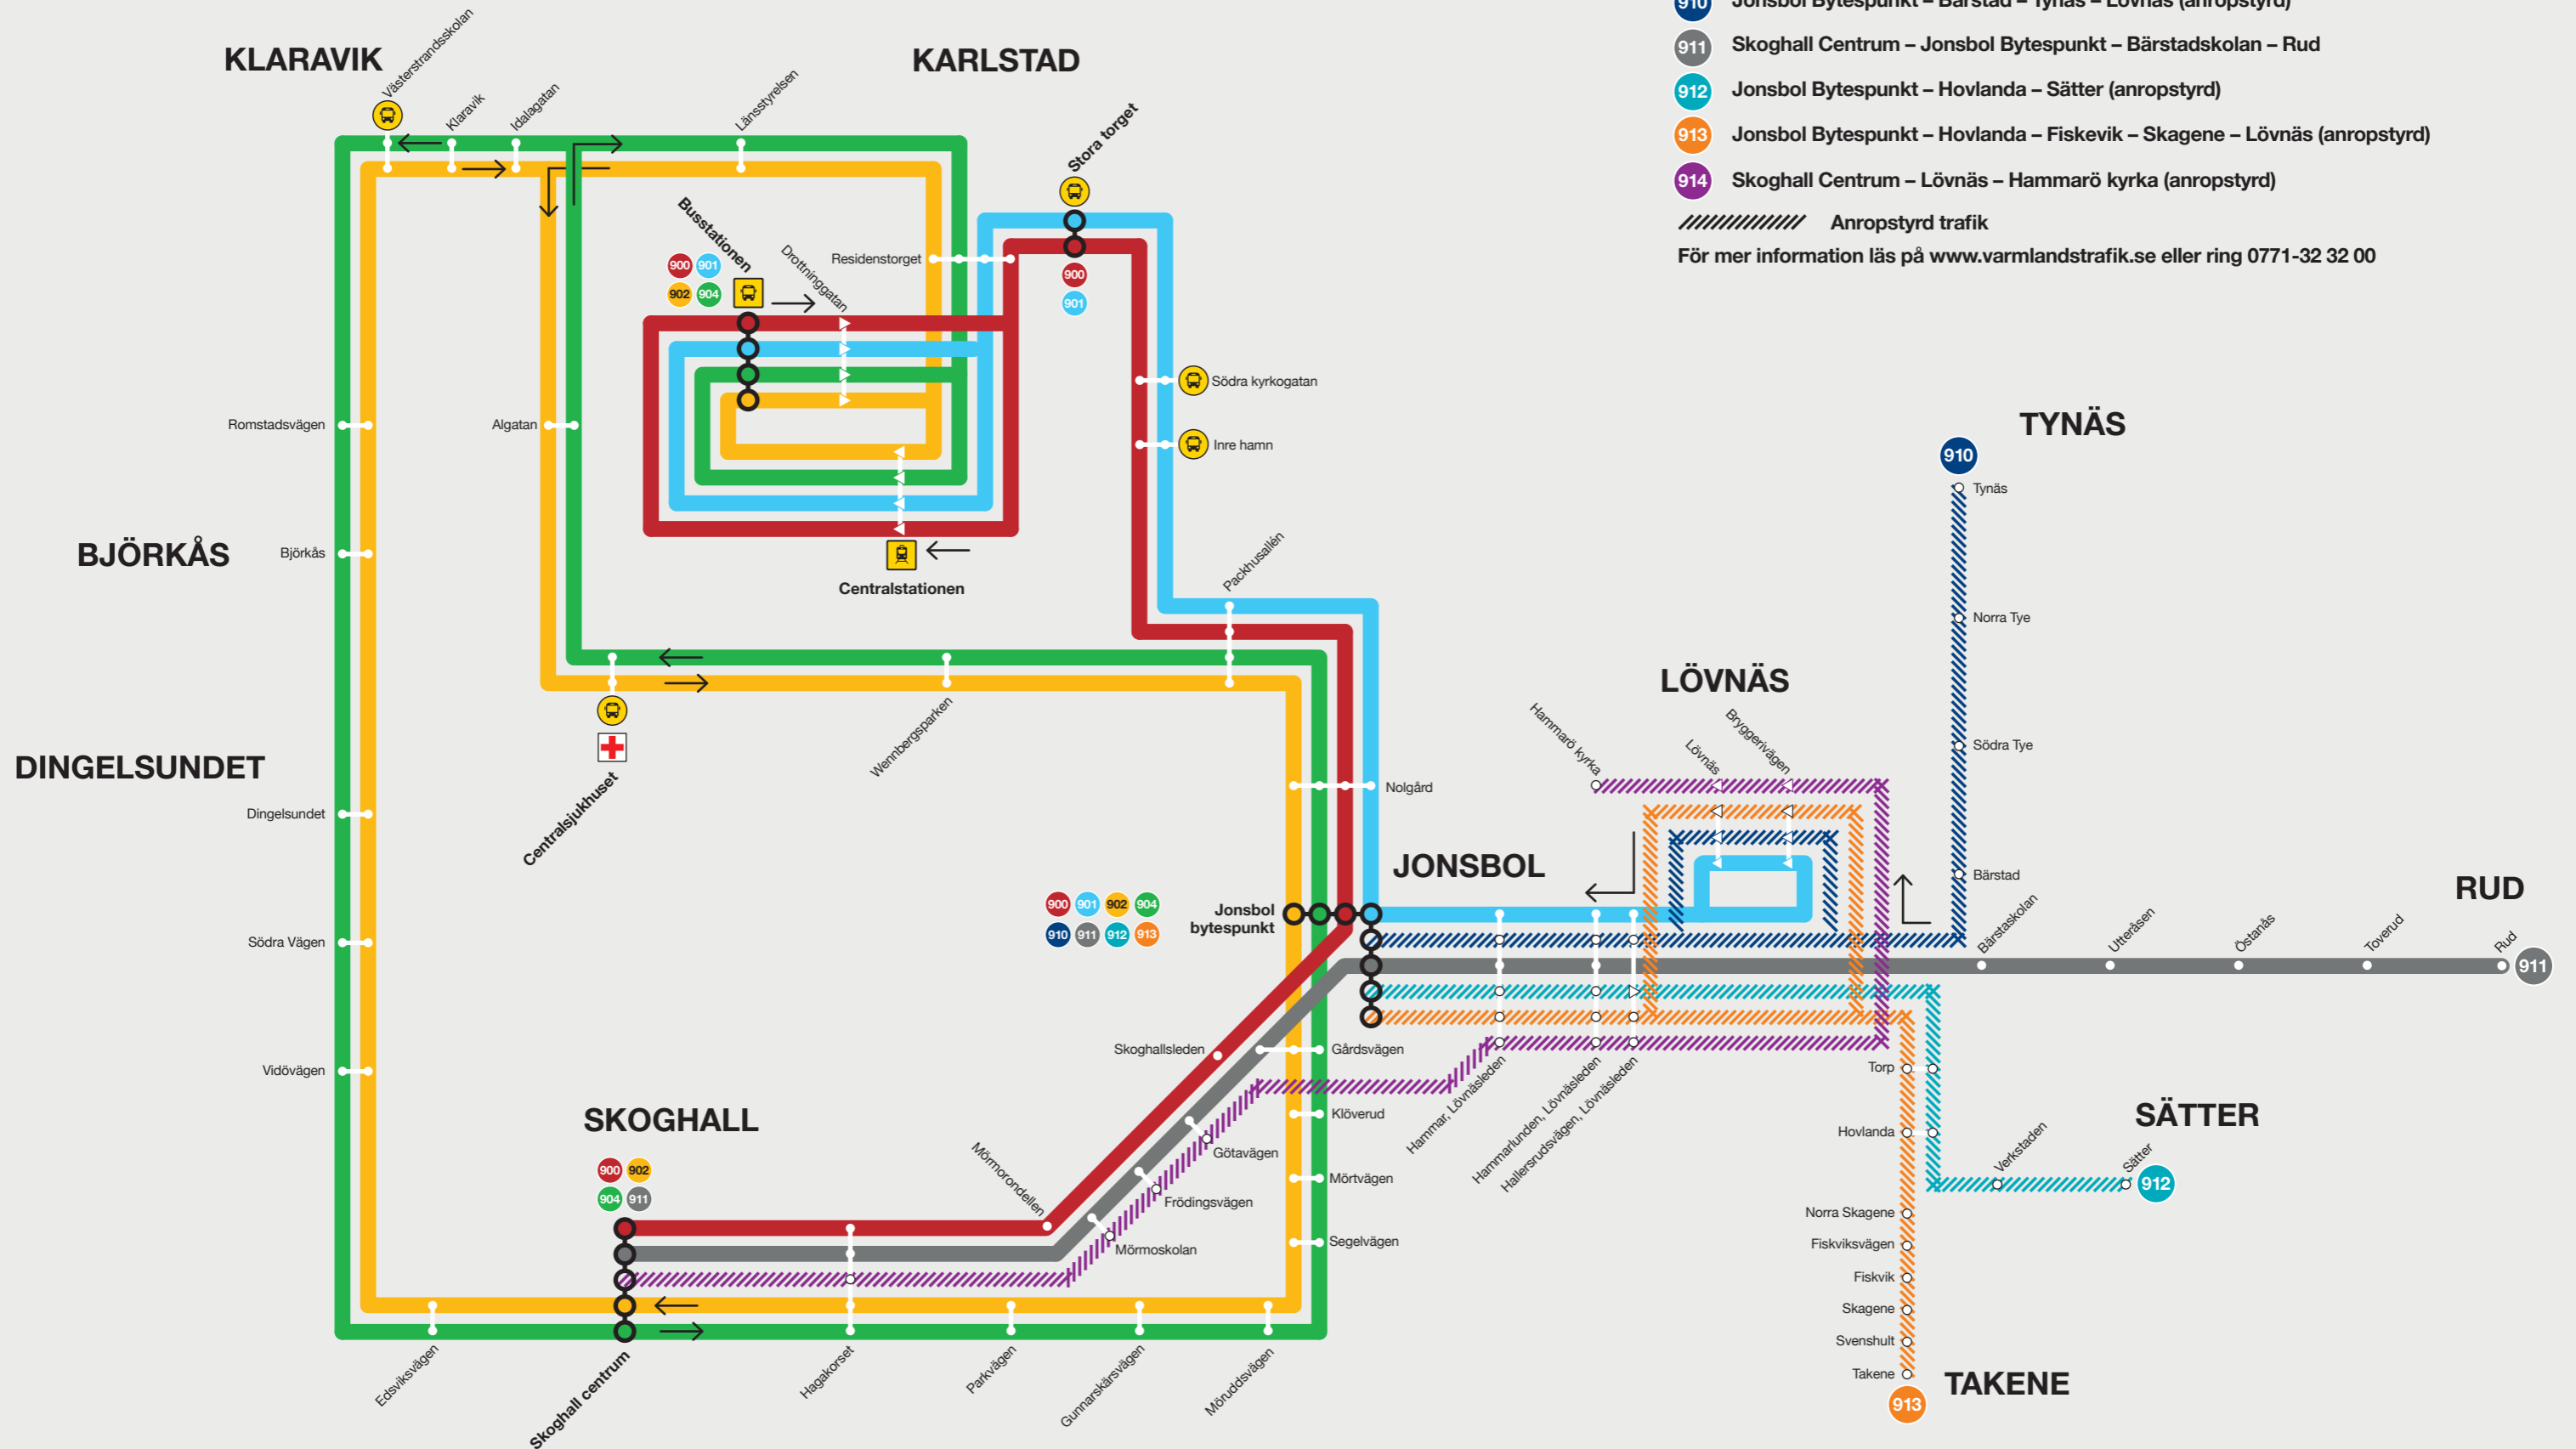 910 Jonsbol Bytespunkt – Bärstad – Tynäs – Lövnäs (anropstyrd)
911 Skoghall Centrum – Jonsbol Bytespunkt – Bärstadskolan – Rud
912 Jonsbol Bytespunkt – Hovlanda – Sätter (anropstyrd)
913 Jonsbol Bytespunkt – Hovlanda – Fiskevik – Skagene – Lövnäs (anropstyrd)
914 Skoghall Centrum – Lövnäs – Hammarö kyrka (anropstyrd)
Anropstyrd trafik
För mer information läs på www.varmlandstrafik.se eller ring 0771-32 32 00
KLARAVIK
KARLSTAD
Västerstrandsskolan
Klaravik
Idalagatan
Länsstyrelsen
Stora torget
900
901
Busstationen
900 901
902 904
Drottninggatan
Residenstorget
Södra kyrkogatan
Inre hamn
Romstadsvägen
Algatan
BJÖRKÅS
Björkås
Centralstationen
Packhusallén
TYNÄS
910
Tynäs
Norra Tye
Södra Tye
Bärstad
LÖVNÄS
Hammarö kyrka
Lövnäs
Bryggerivägen
DINGELSUNDET
Dingelsundet
Centralsjukhuset
Wennbergsparken
Nolgård
JONSBOL
900 901 902 904
910 911 912 913
Jonsbol
bytespunkt
RUD
Bärstaskolan
Utteråsen
Östanås
Toverud
Rud
911
Södra Vägen
Vidövägen
Skoghallsleden
Gårdsvägen
Klöverud
Mörtvägen
Segelvägen
Hammar, Lövnäsleden
Hammarlunden, Lövnäsleden
Hallersrudsvägen, Lövnäsleden
Torp
Hovlanda
SÄTTER
Verkstaden
Sätter
912
Norra Skagene
Fiskviksvägen
Fiskvik
Skagene
Svenshult
Takene
TAKENE
913
SKOGHALL
900 902
904 911
Mörmorondellen
Götavägen
Frödingsvägen
Mörmoskolan
Edsviksvägen
Skoghall centrum
Hagakorset
Parkvägen
Gunnarskärsvägen
Möruddsvägen